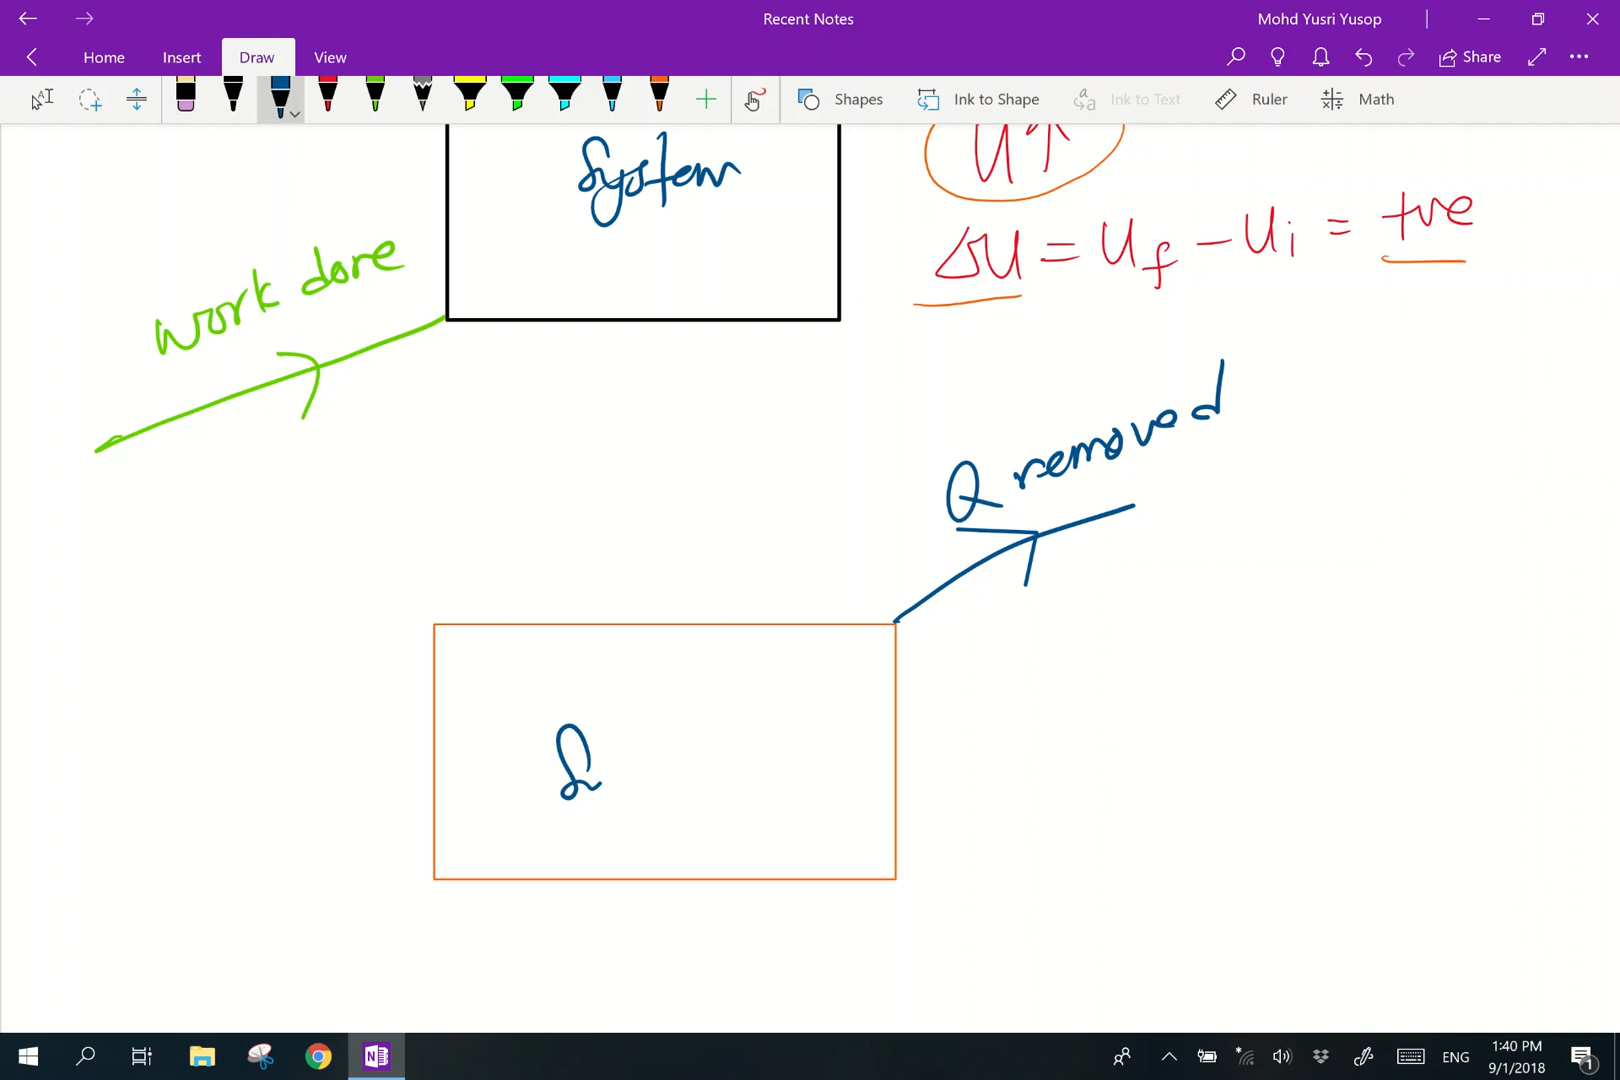 Recent Notes
Mohd Yusri Yusop
Home Insert Draw View
Share
Shapes Ink to Shape Ink to Text Ruler Math
System
U↑
ΔU = Uf - Ui = +ve
work done
Q removed
S
ENG
1:40 PM
9/1/2018
1